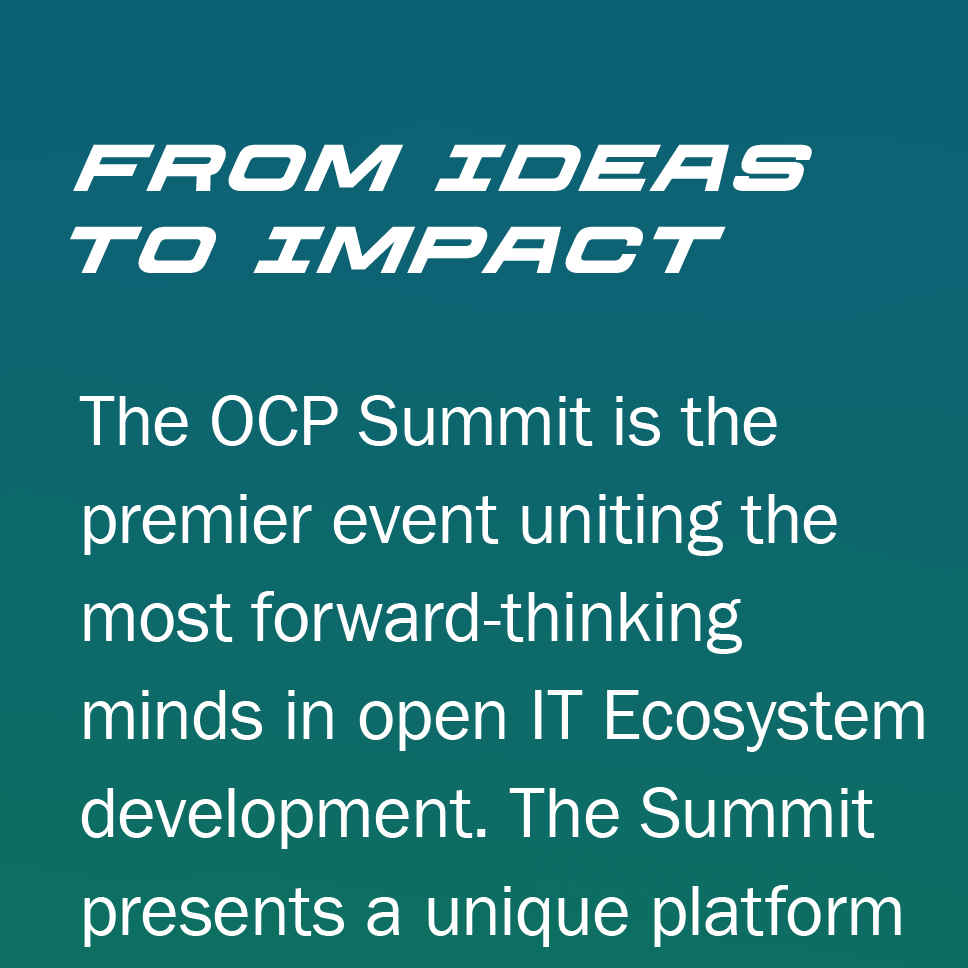 FROM IDEAS
TO IMPACT
The OCP Summit is the
premier event uniting the
most forward-thinking
minds in open IT Ecosystem
development. The Summit
presents a unique platform